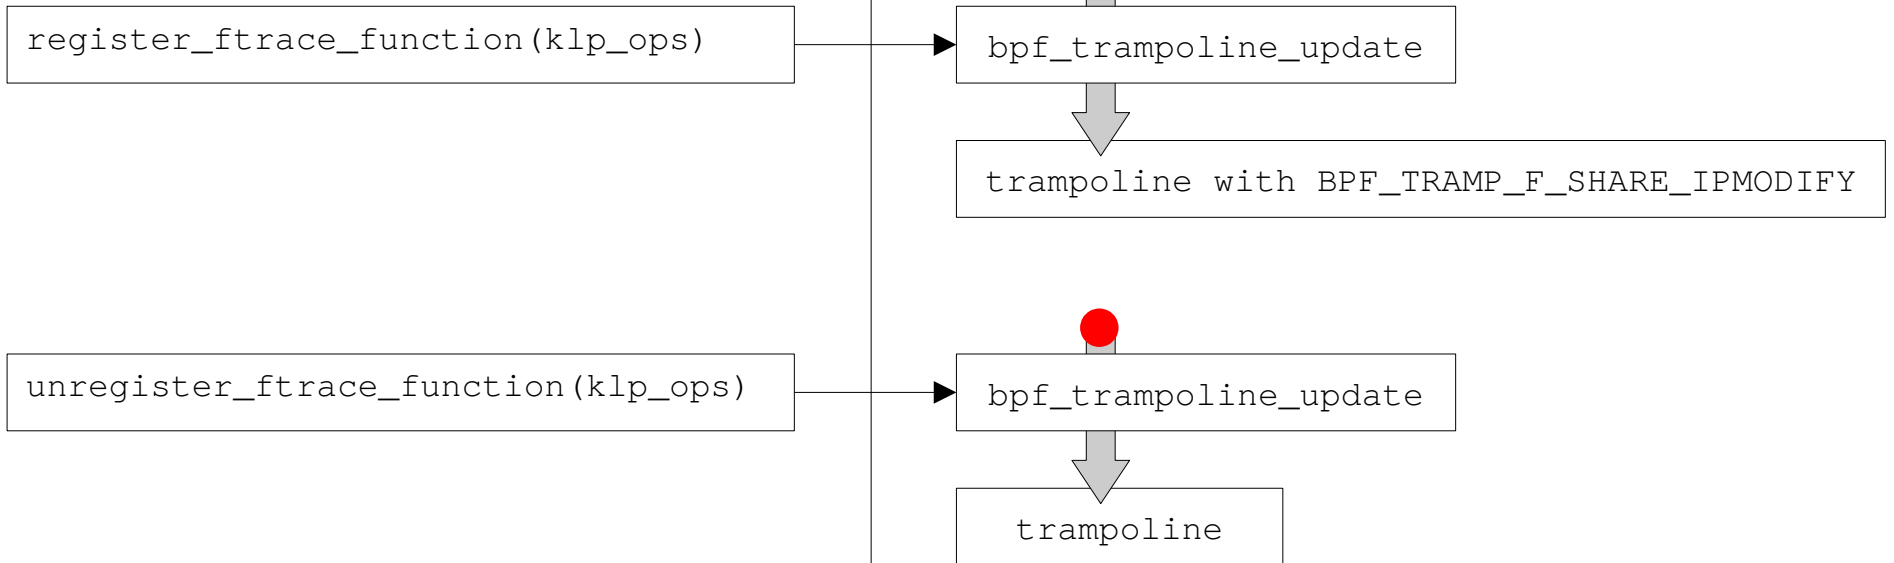 register_ftrace_function(klp_ops)
bpf_trampoline_update
trampoline with BPF_TRAMP_F_SHARE_IPMODIFY
unregister_ftrace_function(klp_ops)
bpf_trampoline_update
trampoline